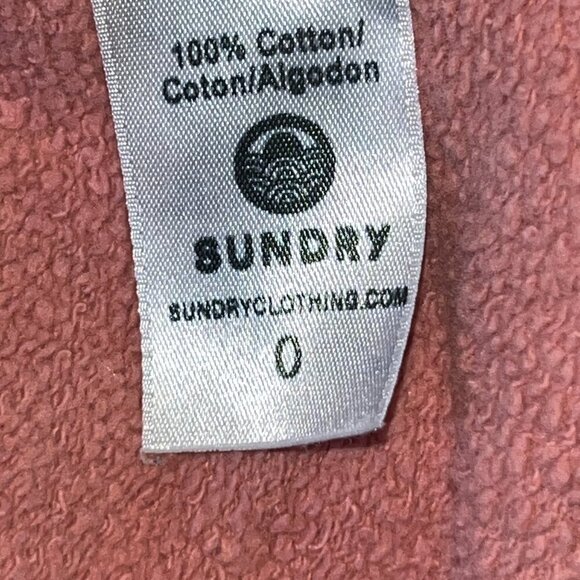 100% Cotton/
Coton/Algodon
SUNDRY
SUNDRYCLOTHING.COM
0